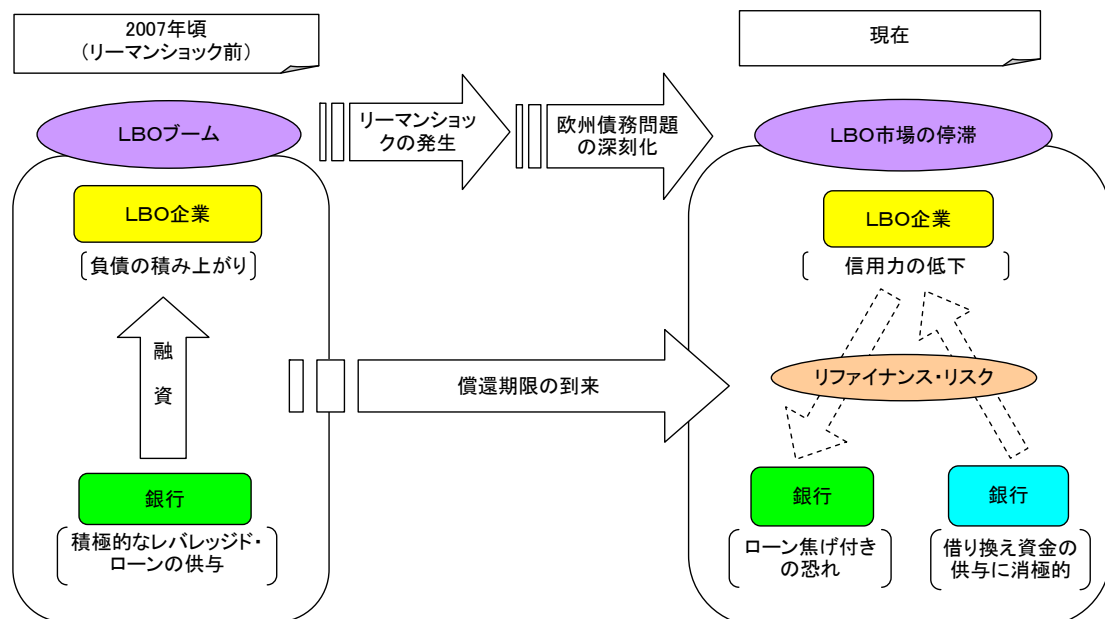 2007年頃
（リーマンショック前）
現在
LBOブーム
リーマンショッ
クの発生
欧州債務問題
の深刻化
LBO市場の停滞
LBO企業
負債の積み上がり
融
資
銀行
積極的なレバレッジド・
ローンの供与
償還期限の到来
LBO企業
信用力の低下
リファイナンス・リスク
銀行
ローン焦げ付き
の恐れ
銀行
借り換え資金の
供与に消極的